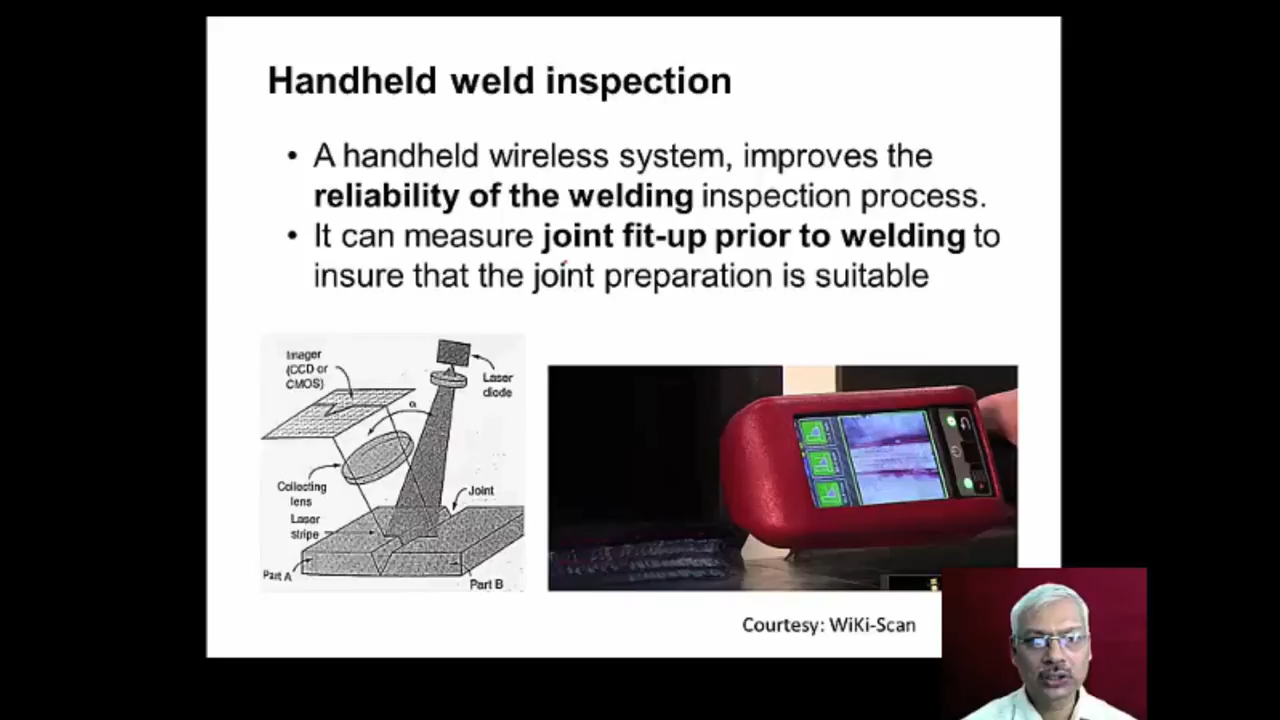 Handheld weld inspection
• A handheld wireless system, improves the
reliability of the welding inspection process.
• It can measure joint fit-up prior to welding to
insure that the joint preparation is suitable
Imager
(CCD or
CMOS)
α
Laser
diode
Collecting
lens
Joint
Laser
stripe
Part A
Part B
Courtesy: WiKi-Scan